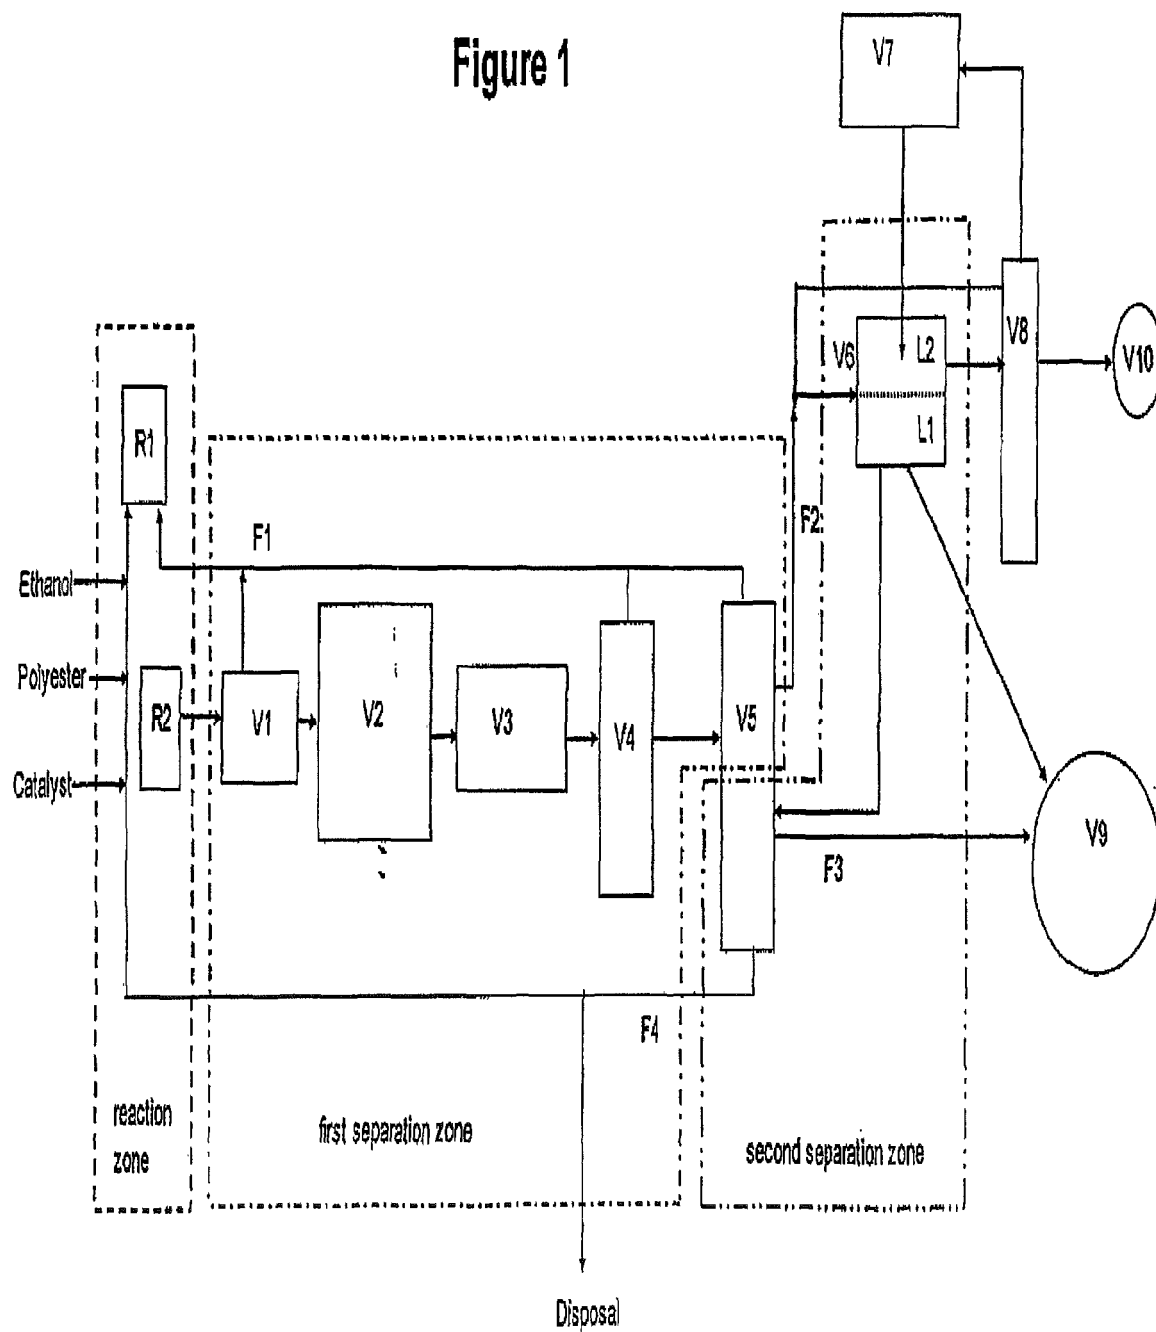 Figure 1
V7
V8
V10
V6
L2
L1
R1
F1
F2
Ethanol
Polyester
Catalyst
R2
V1
V2
V3
V4
V5
V9
F3
F4
reaction
zone
first separation zone
second separation zone
Disposal